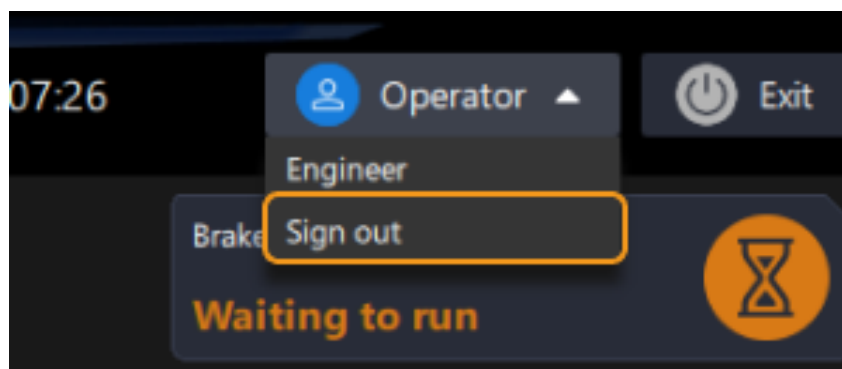 07:26
Operator
Exit
Engineer
Sign out
Brake
Waiting to run